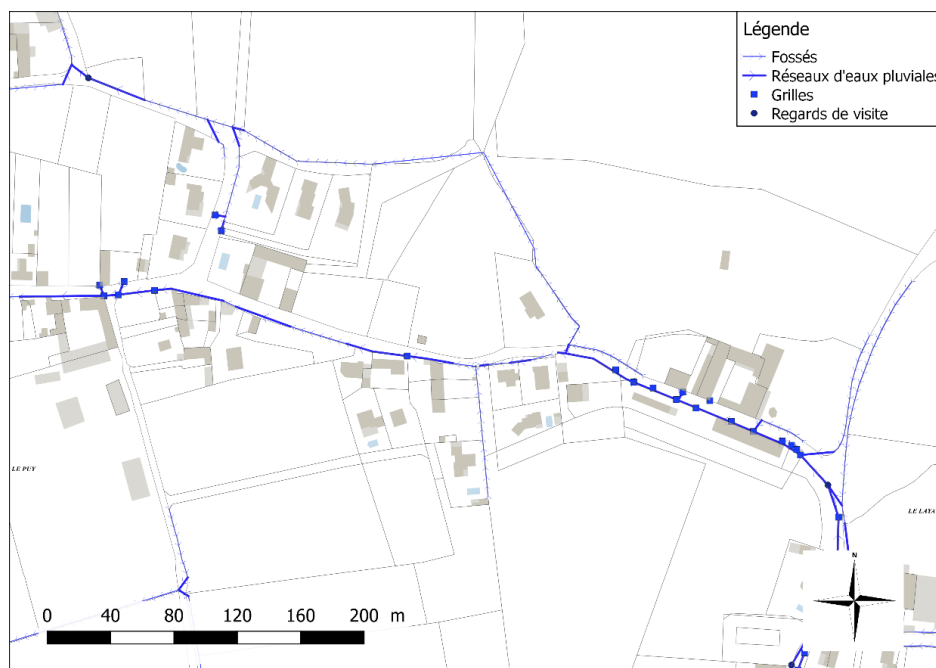 Légende
Fossés
Réseaux d'eaux pluviales
Grilles
Regards de visite
LE PUY
LE LAYA
N
0 40 80 120 160 200 m